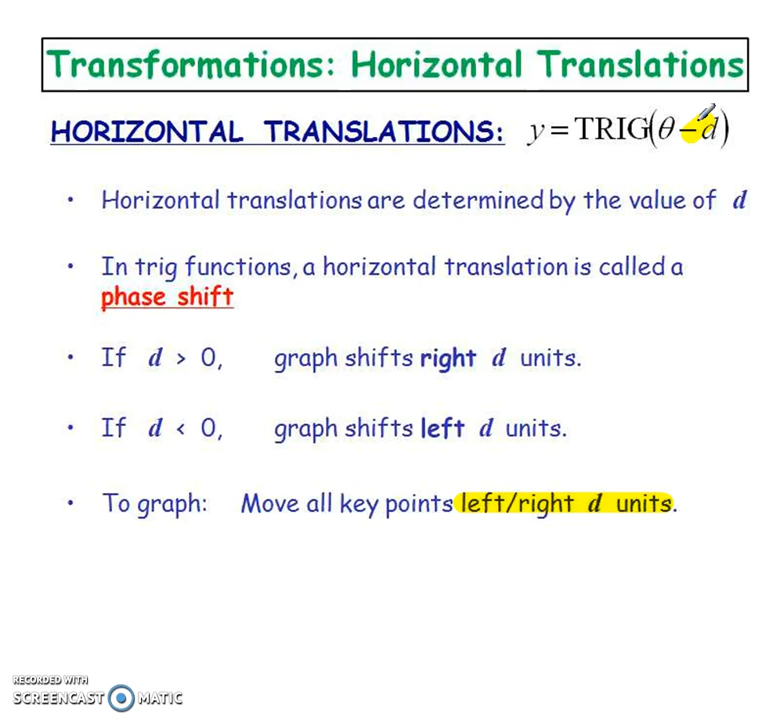 Transformations: Horizontal Translations
HORIZONTAL TRANSLATIONS: y = TRIG(θ − d)
• Horizontal translations are determined by the value of d
• In trig functions, a horizontal translation is called a
phase shift
• If d > 0, graph shifts right d units.
• If d < 0, graph shifts left d units.
• To graph: Move all key points left/right d units.
RECORDED WITH
SCREENCAST MATIC